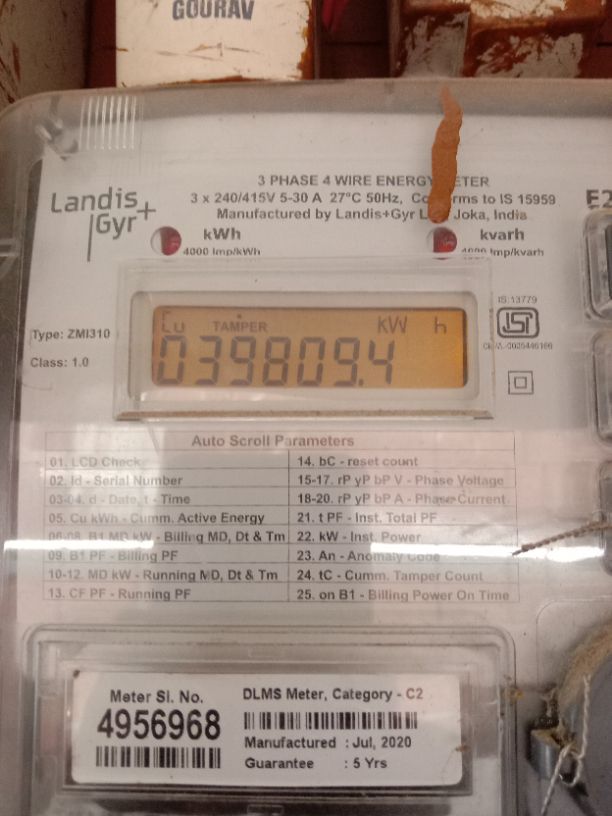 GOURAV
3 PHASE 4 WIRE ENERGY METER
Landis+
Gyr
3 x 240/415V 5-30 A 27°C 50Hz, Conforms to IS 15959
Manufactured by Landis+Gyr Joka, India
kWh
4000 Imp/kWh
kvarh
4000 Imp/kvarh
IS:13779
Cu TAMPER kW h
039809.4
Type: ZMI310
Class: 1.0
Auto Scroll Parameters
01. LCD Check
02. Id - Serial Number
03-04. d - Date, t - Time
05. Cu kWh - Cumm. Active Energy
06-08. B1 MD kW - Billing MD, Dt & Tm
09. B1 PF - Billing PF
10-12. MD kW - Running MD, Dt & Tm
13. CF PF - Running PF
14. bC - reset count
15-17. rP yP bP V - Phase Voltage
18-20. rP yP bP A - Phase Current
21. t PF - Inst. Total PF
22. kW - Inst. Power
23. An - Anomaly Code
24. tC - Cumm. Tamper Count
25. on B1 - Billing Power On Time
Meter Sl. No.
4956968
DLMS Meter, Category - C2
Manufactured : Jul, 2020
Guarantee : 5 Yrs